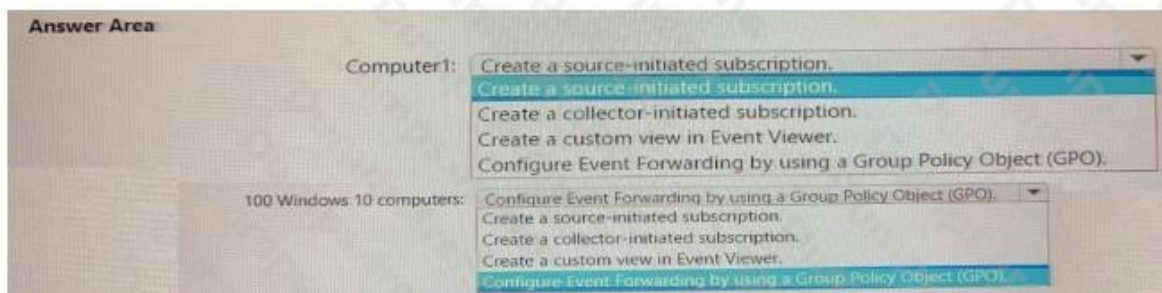 Answer Area
Computer1: Create a source-initiated subscription.
Create a source-initiated subscription.
Create a collector-initiated subscription.
Create a custom view in Event Viewer.
Configure Event Forwarding by using a Group Policy Object (GPO).
100 Windows 10 computers: Configure Event Forwarding by using a Group Policy Object (GPO).
Create a source-initiated subscription.
Create a collector-initiated subscription.
Create a custom view in Event Viewer.
Configure Event Forwarding by using a Group Policy Object (GPO).